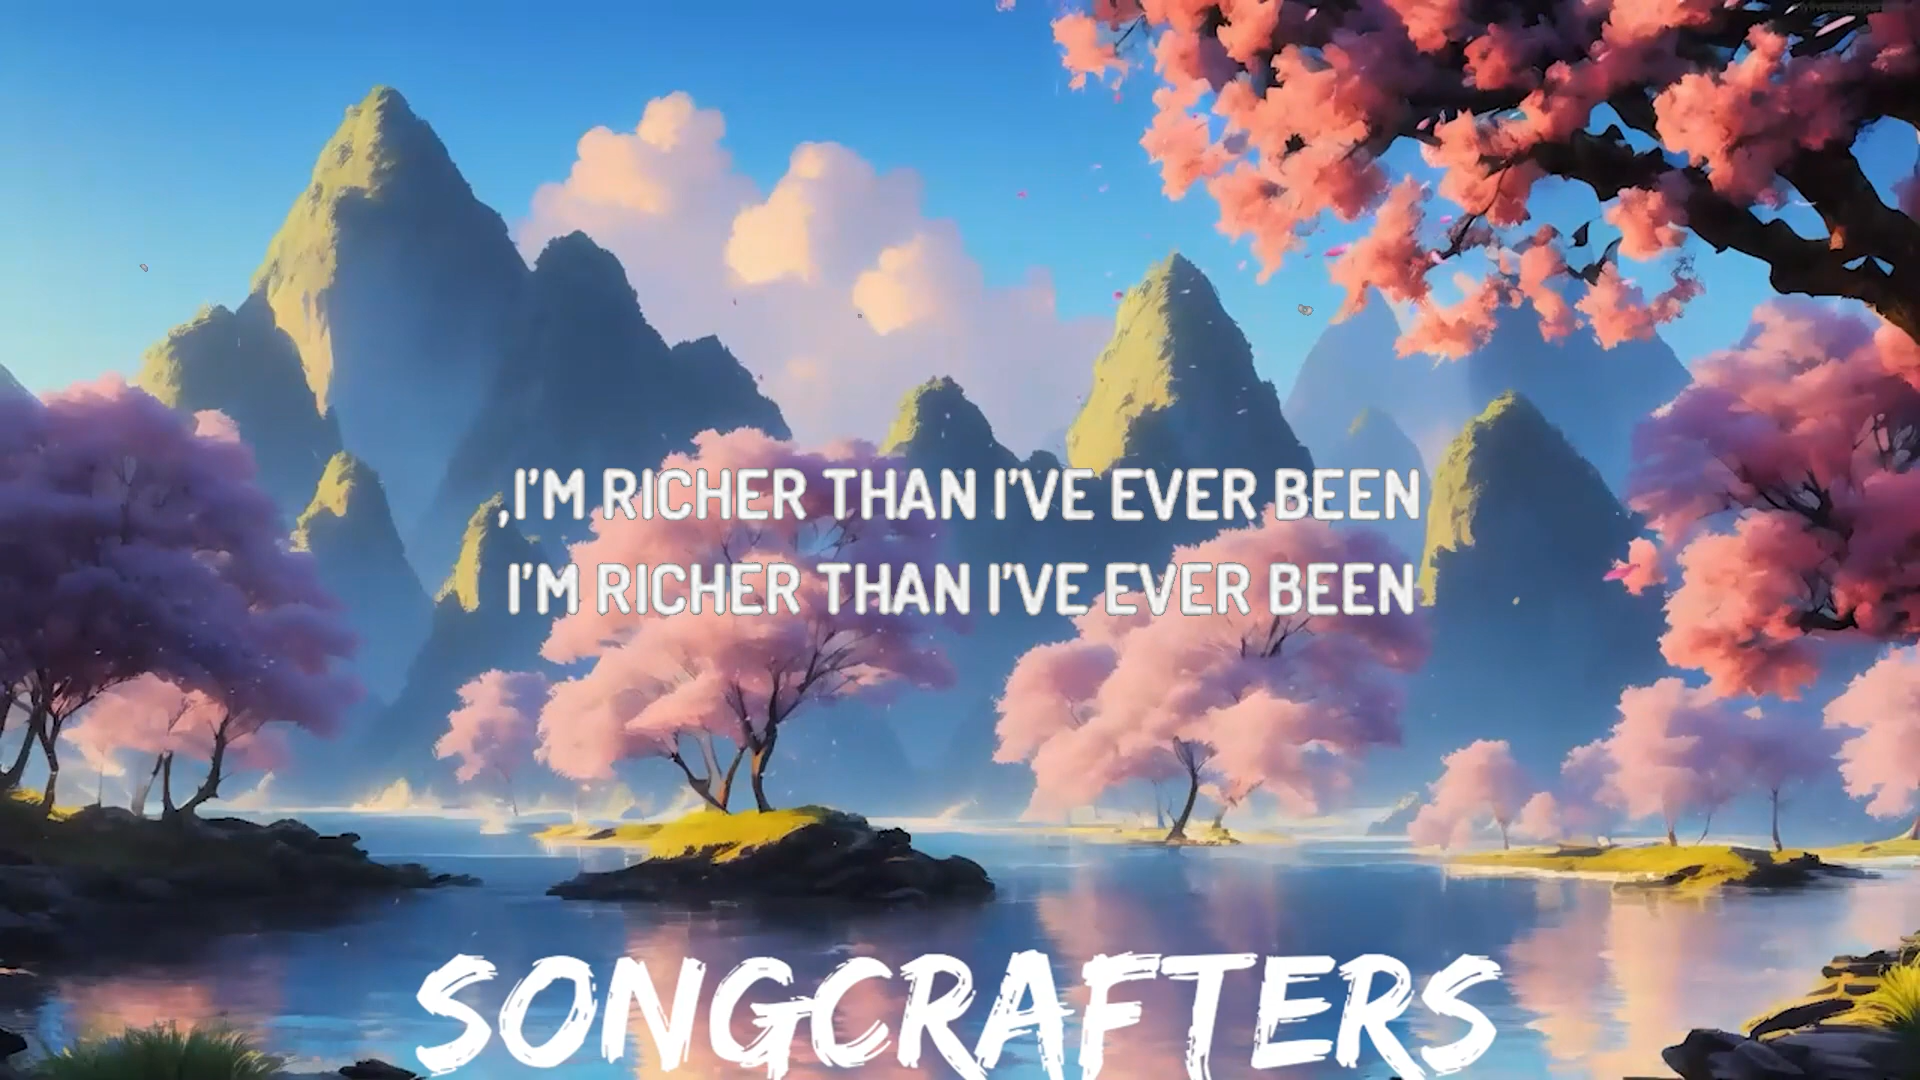 ,I'M RICHER THAN I'VE EVER BEEN
I'M RICHER THAN I'VE EVER BEEN
SONGCRAFTERS